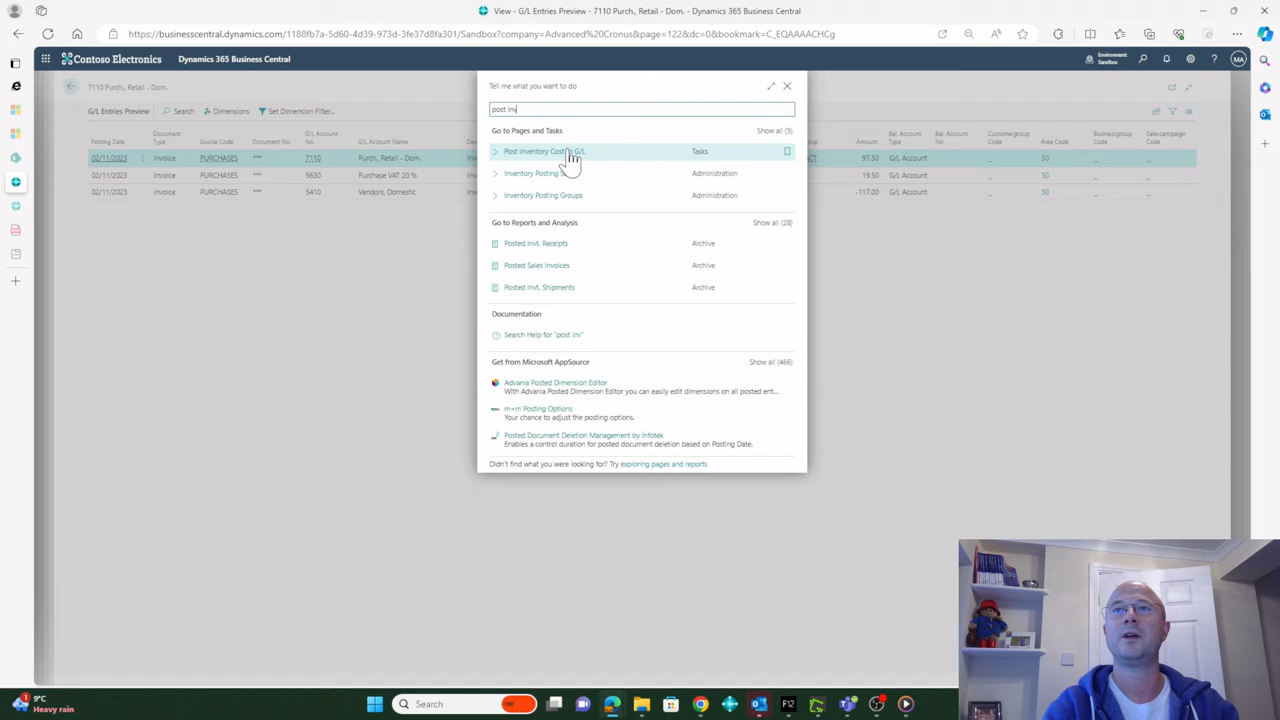 View - G/L Entries Preview - 7110 Purch., Retail - Dom. | Dynamics 365 Business Central
https://businesscentral.dynamics.com/1188fb7a-5d60-4d39-973d-3fe37d8fa301/Sandbox?company=Advanced%20Cronus&page=122&dc=0&bookmark=C_EQAAAACHCg
Contoso Electronics Dynamics 365 Business Central
Environment:
Sandbox
MA
7110 Purch., Retail - Dom.
G/L Entries Preview Search Dimensions Set Dimension Filter...
Posting Date Document Type Source Code Document No. G/L Account No. G/L Account Name Amount Bal. Account Type Bal. Account No. Customergroup Code Area Code Businessgroup Code Salescampaign Code
02/11/2023 Invoice PURCHASES *** 7110 Purch., Retail - Dom. 97.50 G/L Account _ 30 _ _
02/11/2023 Invoice PURCHASES *** 5630 Purchase VAT 20 % 19.50 G/L Account _ 30 _ _
02/11/2023 Invoice PURCHASES *** 5410 Vendors, Domestic -117.00 G/L Account _ 30 _ _
Tell me what you want to do
post inv
Go to Pages and Tasks Show all (5)
Post Inventory Cost G/L Tasks
Inventory Posting Administration
Inventory Posting Groups Administration
Go to Reports and Analysis Show all (28)
Posted Invt. Receipts Archive
Posted Sales Invoices Archive
Posted Invt. Shipments Archive
Documentation
Search Help for "post inv"
Get from Microsoft AppSource Show all (466)
Advania Posted Dimension Editor
With Advania Posted Dimension Editor you can easily edit dimensions on all posted ent...
m+m Posting Options
Your chance to adjust the posting options.
Posted Document Deletion Management by Infotek
Enables a control duration for posted document deletion based on Posting Date.
Didn't find what you were looking for? Try exploring pages and reports
1
9°C
Heavy rain
Search
F12